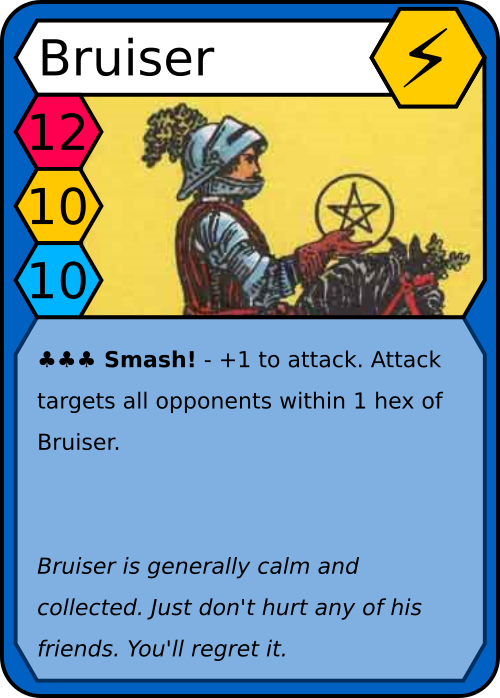 Bruiser
12
10
10
♣♣♣ Smash! - +1 to attack. Attack
targets all opponents within 1 hex of
Bruiser.
Bruiser is generally calm and
collected. Just don't hurt any of his
friends. You'll regret it.